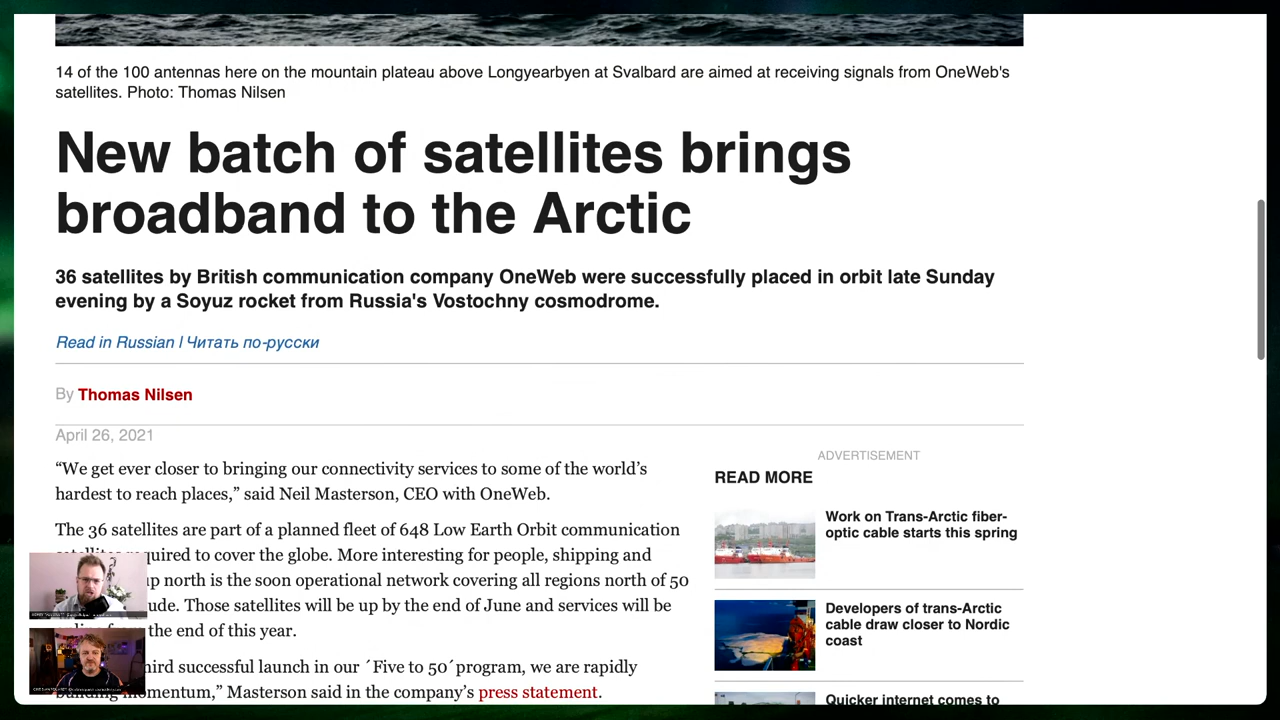 14 of the 100 antennas here on the mountain plateau above Longyearbyen at Svalbard are aimed at receiving signals from OneWeb's
satellites. Photo: Thomas Nilsen
New batch of satellites brings
broadband to the Arctic
36 satellites by British communication company OneWeb were successfully placed in orbit late Sunday
evening by a Soyuz rocket from Russia's Vostochny cosmodrome.
Read in Russian I Читать по-русски
By Thomas Nilsen
April 26, 2021
“We get ever closer to bringing our connectivity services to some of the world’s
hardest to reach places,” said Neil Masterson, CEO with OneWeb.
The 36 satellites are part of a planned fleet of 648 Low Earth Orbit communication
required to cover the globe. More interesting for people, shipping and
up north is the soon operational network covering all regions north of 50
Those satellites will be up by the end of June and services will be
the end of this year.
successful launch in our ´Five to 50´program, we are rapidly
momentum,” Masterson said in the company’s press statement.
ADVERTISEMENT
READ MORE
Work on Trans-Arctic fiber-
optic cable starts this spring
Developers of trans-Arctic
cable draw closer to Nordic
coast
Quicker internet comes to